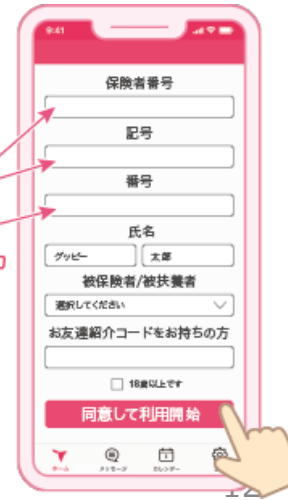 9:41
保険者番号
記号
番号
氏名
グッピー 太郎
被保険者/被扶養者
選択してください
お友達紹介コードをお持ちの方
18歳以上です
同意して利用開始
ホーム メッセージ カレンダー